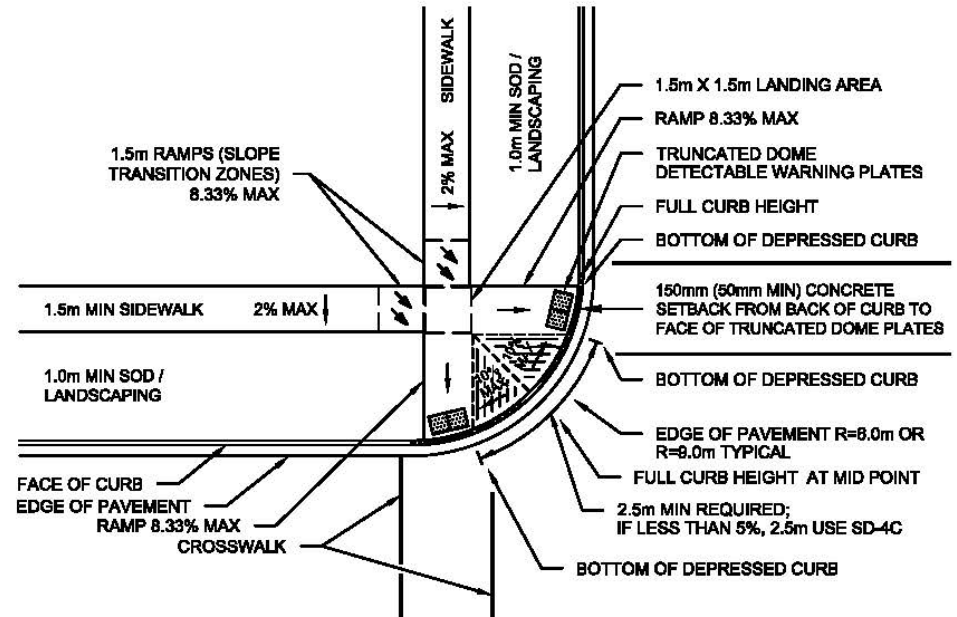 SIDEWALK
2% MAX
1.0m MIN SOD /
LANDSCAPING
1.5m X 1.5m LANDING AREA
RAMP 8.33% MAX
TRUNCATED DOME
DETECTABLE WARNING PLATES
FULL CURB HEIGHT
BOTTOM OF DEPRESSED CURB
1.5m RAMPS (SLOPE
TRANSITION ZONES)
8.33% MAX
150mm (50mm MIN) CONCRETE
SETBACK FROM BACK OF CURB TO
FACE OF TRUNCATED DOME PLATES
1.5m MIN SIDEWALK 2% MAX
1.0m MIN SOD /
LANDSCAPING
10%
MAX
10%
MAX
BOTTOM OF DEPRESSED CURB
EDGE OF PAVEMENT R=8.0m OR
R=9.0m TYPICAL
FULL CURB HEIGHT AT MID POINT
2.5m MIN REQUIRED;
IF LESS THAN 5%, 2.5m USE SD-4C
BOTTOM OF DEPRESSED CURB
FACE OF CURB
EDGE OF PAVEMENT
RAMP 8.33% MAX
CROSSWALK